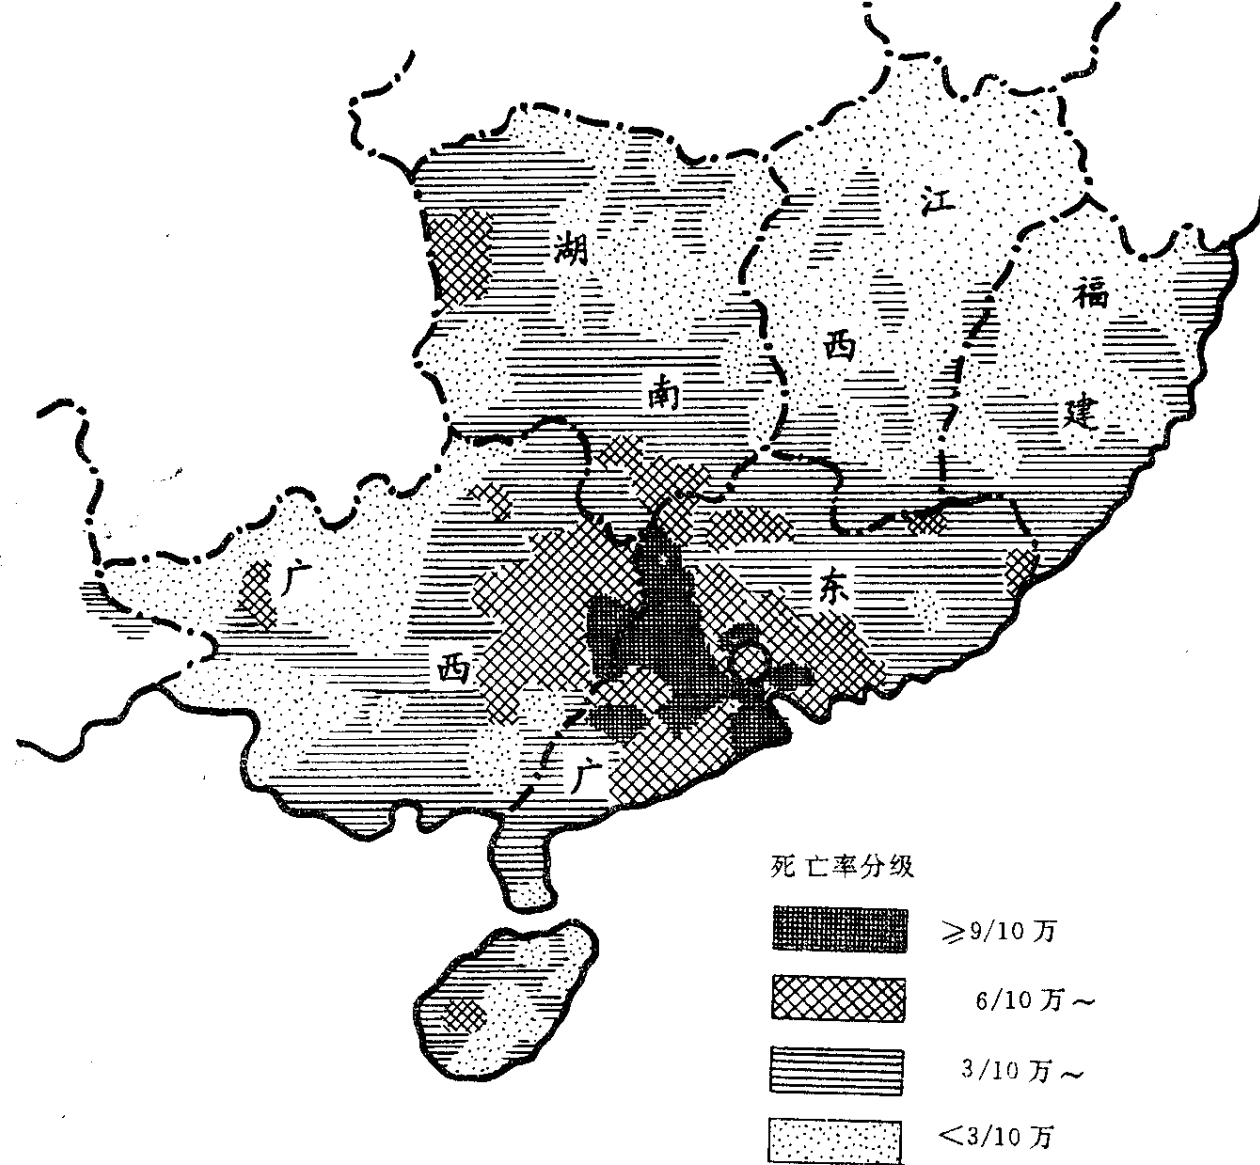 江
湖
福
西
南
建
广
东
西
广
死亡率分级
≥9/10万
6/10万～
3/10万～
<3/10万